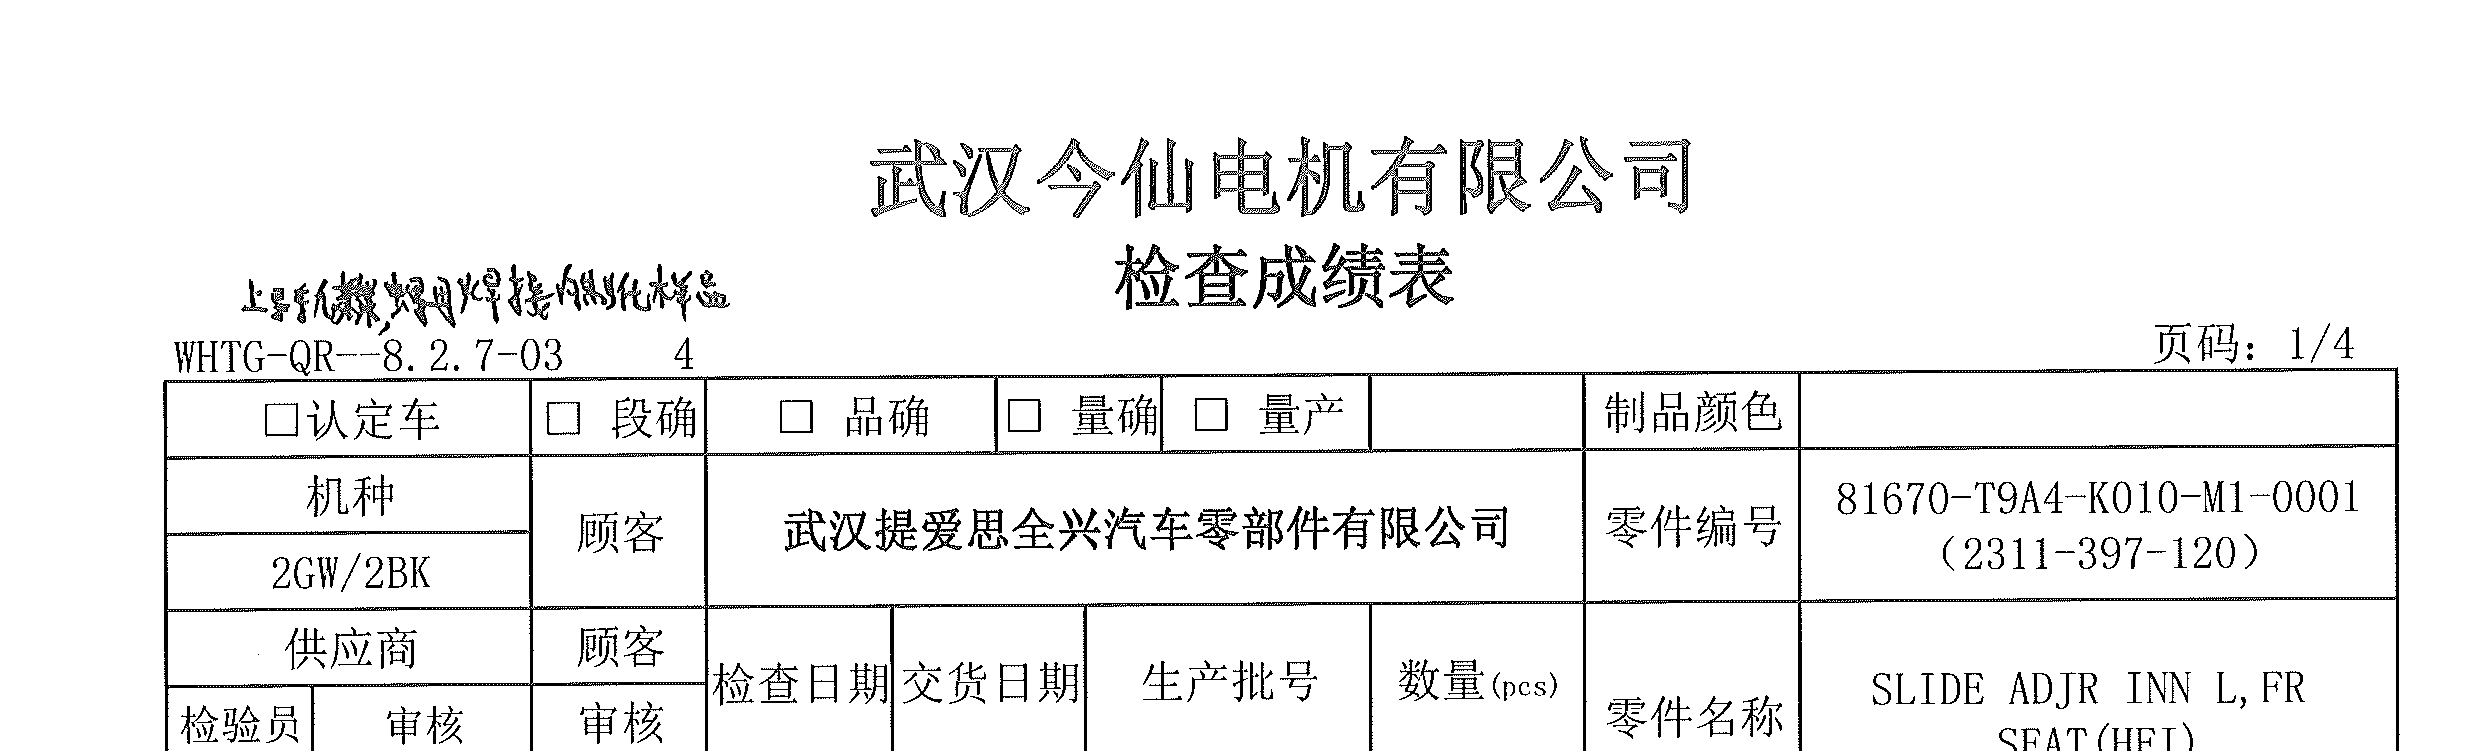 武汉今仙电机有限公司
检查成绩表
螺母焊接内制化样品
WHTG-QR--8.2.7-03 4
页码：1/4
□认定车 □ 段确 □ 品确 □ 量确 □ 量产 制品颜色
机种 顾客 武汉提爱思全兴汽车零部件有限公司 零件编号 81670-T9A4-K010-M1-0001
（2311-397-120）
2GW/2BK
供应商 顾客 检查日期 交货日期 生产批号 数量(pcs) 零件名称 SLIDE ADJR INN L,FR
SEAT(HEI)
检验员 审核 审核